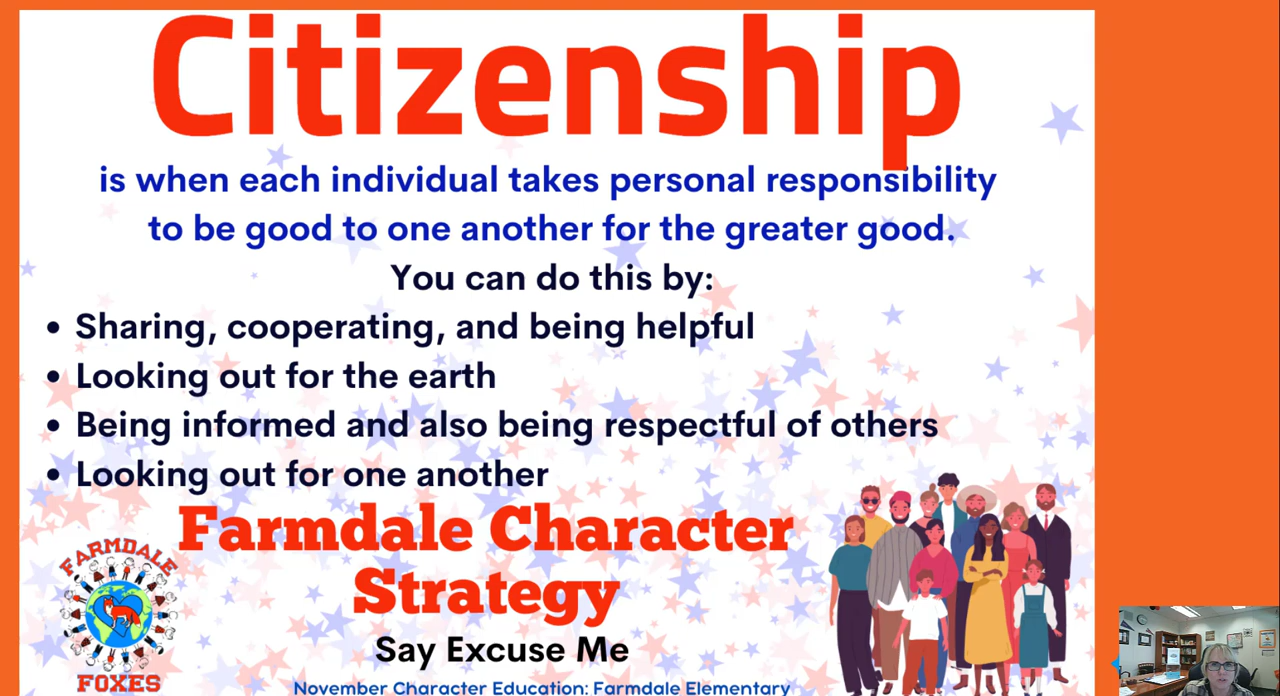 Citizenship
is when each individual takes personal responsibility
to be good to one another for the greater good.
You can do this by:
• Sharing, cooperating, and being helpful
• Looking out for the earth
• Being informed and also being respectful of others
• Looking out for one another
Farmdale Character
Strategy
Say Excuse Me
November Character Education: Farmdale Elementary
FARMDALE
FOXES